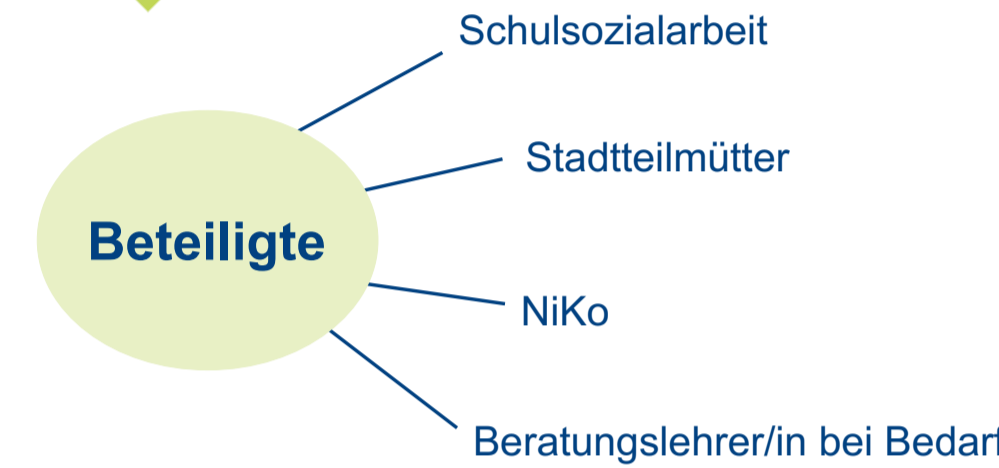 Schulsozialarbeit
Stadtteilmütter
Beteiligte
NiKo
Beratungslehrer/in bei Bedarf